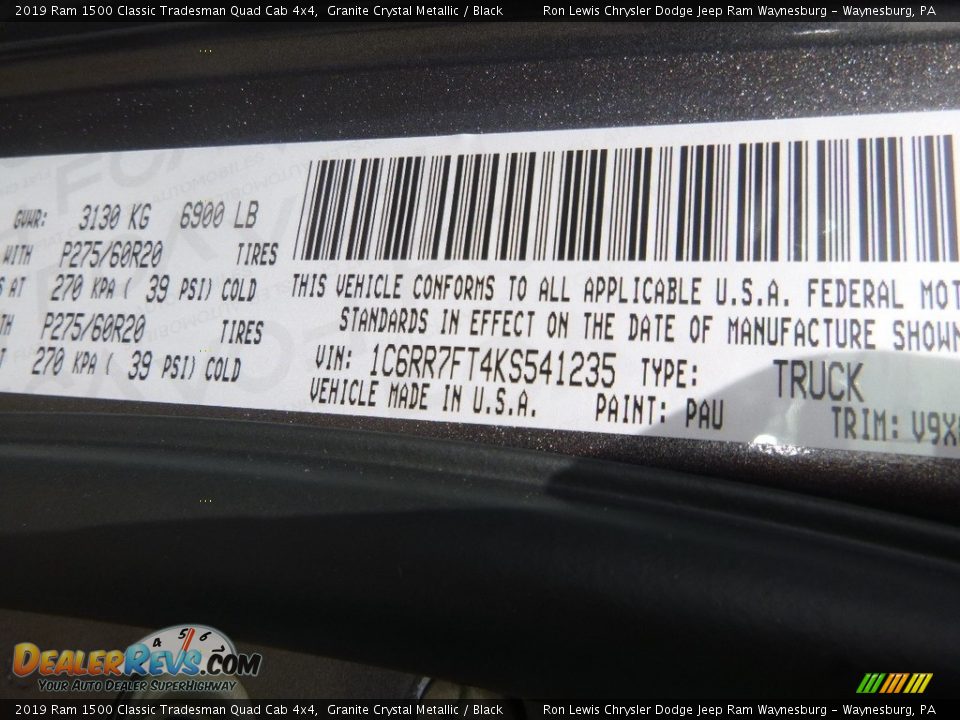 2019 Ram 1500 Classic Tradesman Quad Cab 4x4, Granite Crystal Metallic / Black Ron Lewis Chrysler Dodge Jeep Ram Waynesburg - Waynesburg, PA
GVWR: 3130 KG 6900 LB
WITH P275/60R20 TIRES
AT 270 KPA ( 39 PSI) COLD
P275/60R20 TIRES
270 KPA ( 39 PSI) COLD
THIS VEHICLE CONFORMS TO ALL APPLICABLE U.S.A. FEDERAL MOT
STANDARDS IN EFFECT ON THE DATE OF MANUFACTURE SHOWN
VIN: 1C6RR7FT4KS541235 TYPE: TRUCK
VEHICLE MADE IN U.S.A. PAINT: PAU TRIM: V9X
4 5 6
DEALERREVS.COM
YOUR AUTO DEALER SUPERHIGHWAY
2019 Ram 1500 Classic Tradesman Quad Cab 4x4, Granite Crystal Metallic / Black Ron Lewis Chrysler Dodge Jeep Ram Waynesburg - Waynesburg, PA